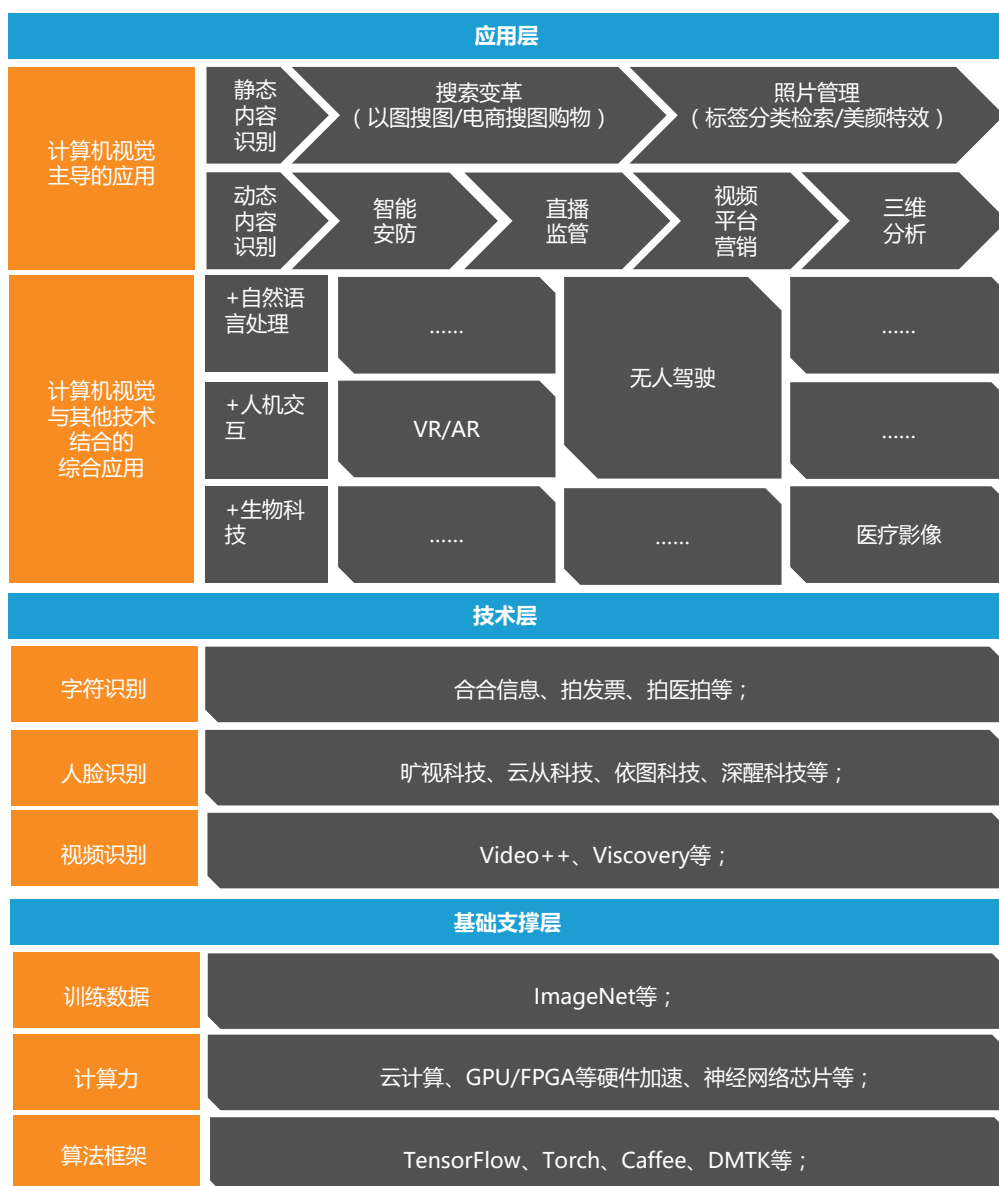 应用层
计算机视觉
主导的应用
静态
内容
识别
搜索变革
（以图搜图/电商搜图购物）
照片管理
（标签分类检索/美颜特效）
动态
内容
识别
智能
安防
直播
监管
视频
平台
营销
三维
分析
计算机视觉
与其他技术
结合的
综合应用
+自然语
言处理
......
无人驾驶
......
+人机交
互
VR/AR
......
+生物科
技
......
......
医疗影像
技术层
字符识别
合合信息、拍发票、拍医拍等；
人脸识别
旷视科技、云从科技、依图科技、深醒科技等；
视频识别
Video++、Viscovery等；
基础支撑层
训练数据
ImageNet等；
计算力
云计算、GPU/FPGA等硬件加速、神经网络芯片等；
算法框架
TensorFlow、Torch、Caffee、DMTK等；